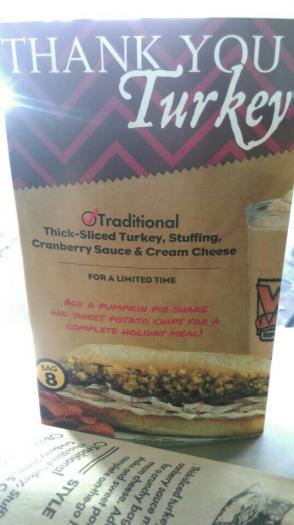 THANK YOU
Turkey
Traditional
Thick-Sliced Turkey, Stuffing,
Cranberry Sauce & Cream Cheese
FOR A LIMITED TIME
ADD A PUMPKIN PIE SHAKE
AND SWEET POTATO CHIPS FOR A
COMPLETE HOLIDAY MEAL!
BAG
8
W
Traditional
STYLE